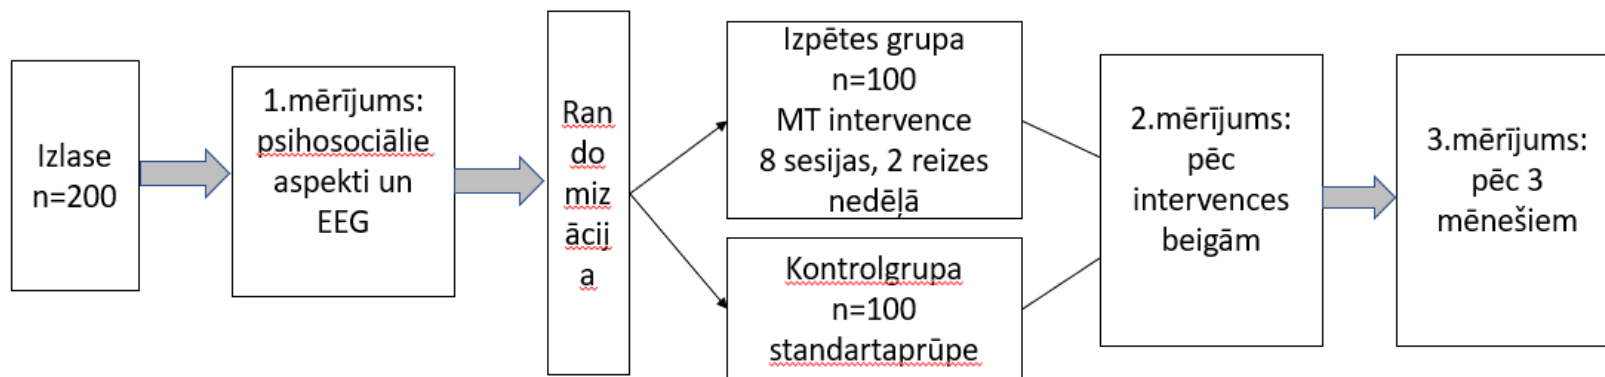 Izlase
n=200
1.mērījums:
psihosociālie
aspekti un
EEG
Ran
do
miz
ācij
a
Izpētes grupa
n=100
MT intervence
8 sesijas, 2 reizes
nedēļā
Kontrolgrupa
n=100
standartaprūpe
2.mērījums:
pēc
intervences
beigām
3.mērījums:
pēc 3
mēnešiem